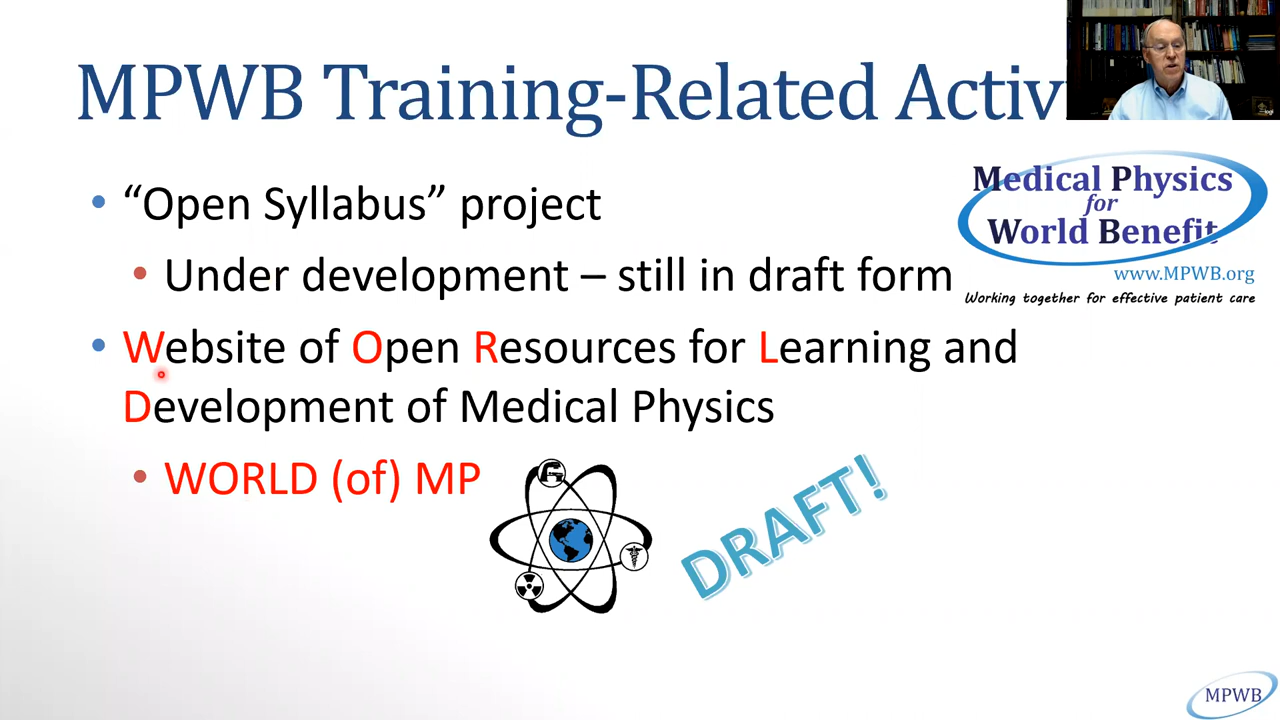 MPWB Training-Related Activ
Medical Physics
for
World Benefit
www.MPWB.org
Working together for effective patient care
• “Open Syllabus” project
• Under development – still in draft form
• Website of Open Resources for Learning and
Development of Medical Physics
• WORLD (of) MP
DRAFT!
MPWB